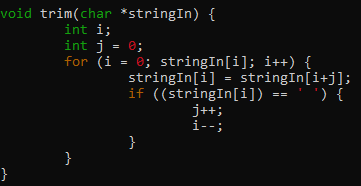 void trim(char *stringIn) {
        int i;
        int j = 0;
        for (i = 0; stringIn[i]; i++) {
                stringIn[i] = stringIn[i+j];
                if ((stringIn[i]) == ' ') {
                        j++;
                        i--;
                }
        }
}